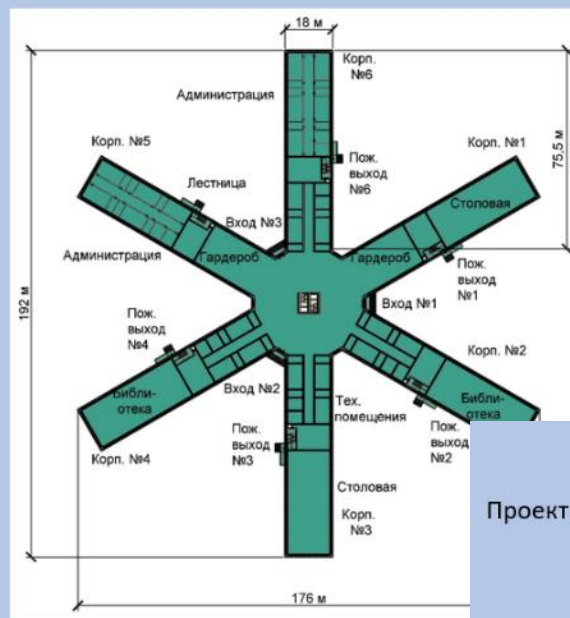 18 м
Корп.
№6
Администрация
Корп. №5
Корп. №1
75,5 м
Лестница
Пож.
выход
№6
Столовая
Вход №3
Гардероб
Гардероб
Администрация
Пож.
выход
№1
192 м
Вход №1
Пож.
выход
№4
Корп. №2
Библи-
отека
Вход №2
Тех.
помещения
Библи-
отека
Пож.
выход
№3
Пож.
выход
№2
Корп. №4
Столовая
Корп.
№3
Проект
176 м